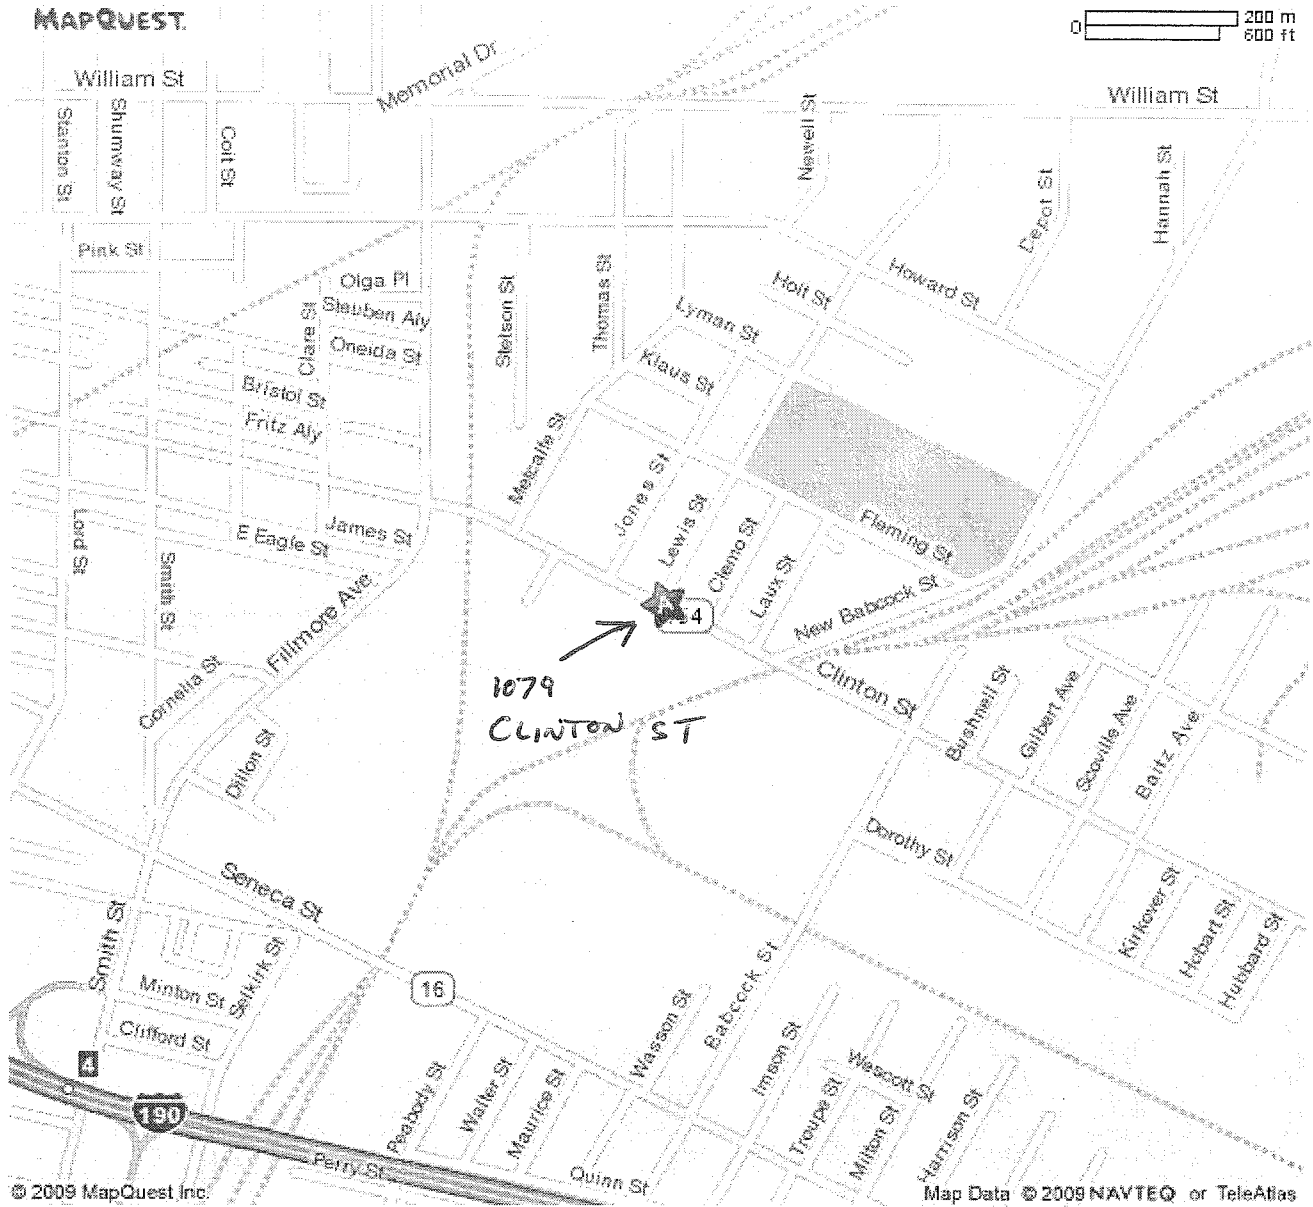 MAPQUEST.
0 200 m
600 ft
William St
Memorial Dr
William St
Stanton St
Shumway St
Coit St
Newell St
Depot St
Hannah St
Pink St
Olga Pl
Steuben Aly
Clare St
Oneida St
Stetson St
Thomas St
Holt St
Howard St
Lyman St
Klaus St
Bristol St
Fritz Aly
Metcalfe St
Jones St
Lewis St
Clemo St
Laux St
Fleming St
Lord St
E Eagle St
James St
Smith St
Fillmore Ave
New Babcock St
A
Clinton St
1079
CLINTON ST
Cornelia St
Dillon St
Bushnell St
Gilbert Ave
Scoville Ave
Baitz Ave
Dorothy St
Seneca St
Kirkover St
Hobart St
Hubbard St
Smith St
Selkirk St
Minton St
Clifford St
16
Wasson St
Babcock St
Imson St
4
190
Peabody St
Walter St
Maurice St
Troupe St
Wescott St
Milton St
Harrison St
Perry St
Quinn St
© 2009 MapQuest Inc.
Map Data © 2009 NAVTEQ or TeleAtlas